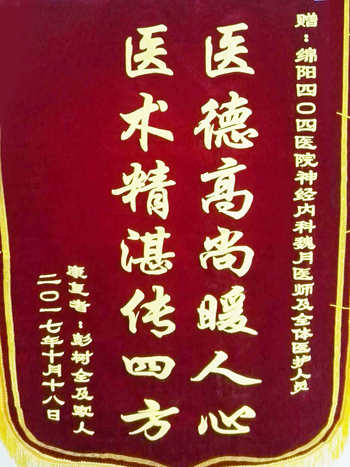 赠：绵阳四〇四医院神经内科魏月医师及全体医护人员
医德高尚暖人心
医术精湛传四方
康复者：彭树全及家人
二〇一七年十月十八日